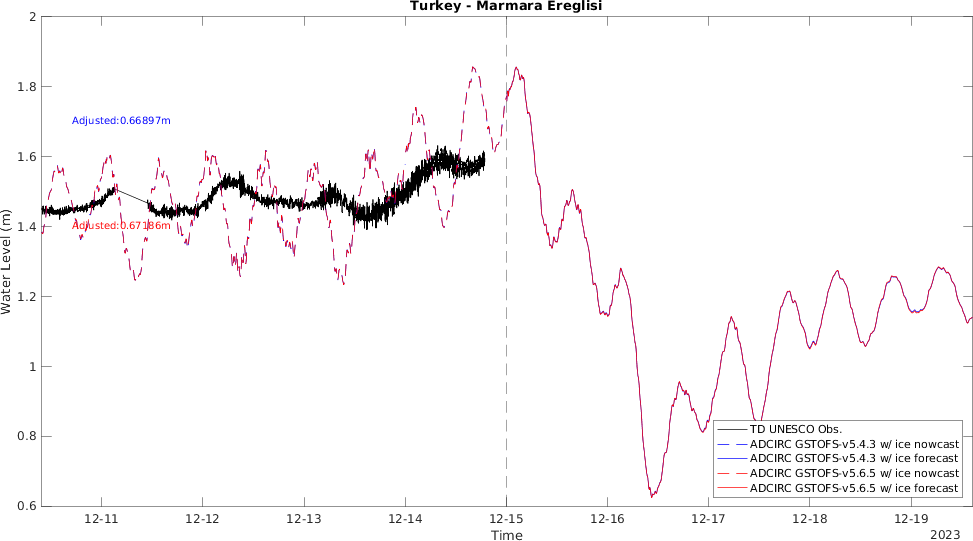 Turkey - Marmara Ereglisi
2
1.8
1.6
1.4
1.2
1
0.8
0.6
Water Level (m)
Adjusted:0.66897m
Adjusted:0.67186m
TD UNESCO Obs.
ADCIRC GSTOFS-v5.4.3 w/ ice nowcast
ADCIRC GSTOFS-v5.4.3 w/ ice forecast
ADCIRC GSTOFS-v5.6.5 w/ ice nowcast
ADCIRC GSTOFS-v5.6.5 w/ ice forecast
12-11 12-12 12-13 12-14 12-15 12-16 12-17 12-18 12-19
Time
2023